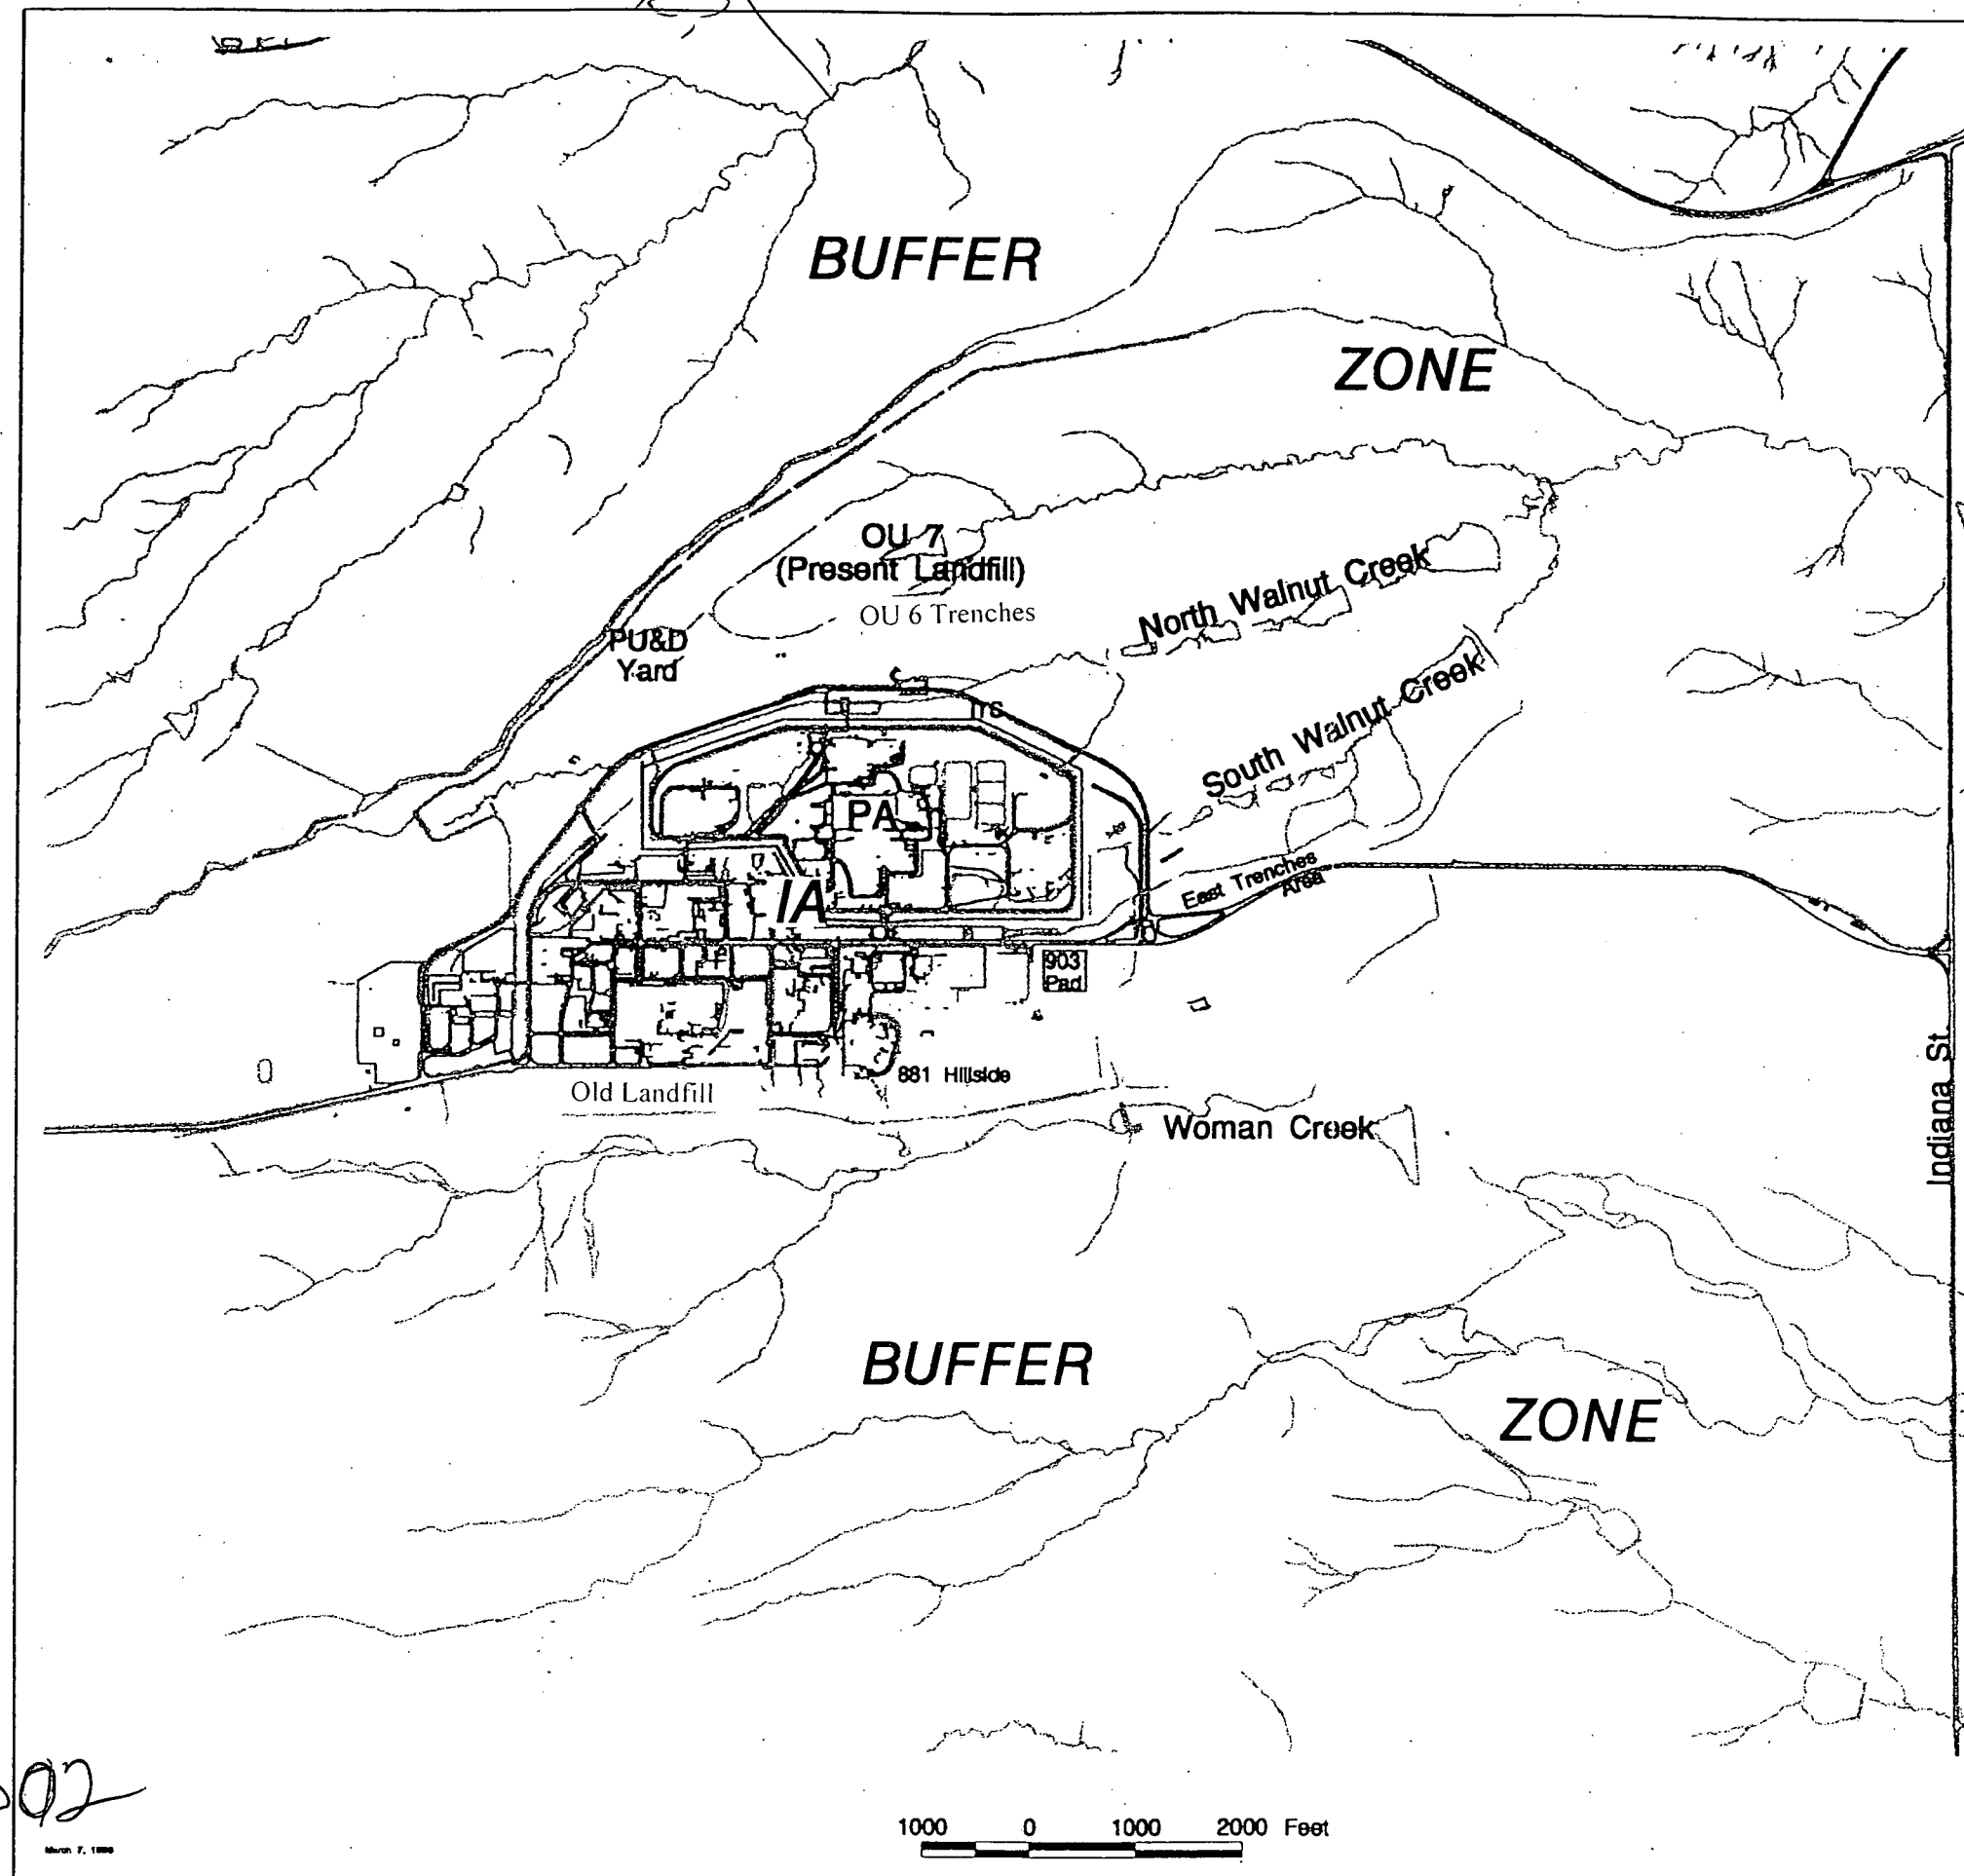 BUFFER
ZONE
OU 7
(Present Landfill)
OU 6 Trenches
North Walnut Creek
PU&D
Yard
South Walnut Creek
PA
IA
East Trenches
Area
903
Pad
881 Hillside
Old Landfill
Woman Creek
Indiana St.
BUFFER
ZONE
1000 0 1000 2000 Feet